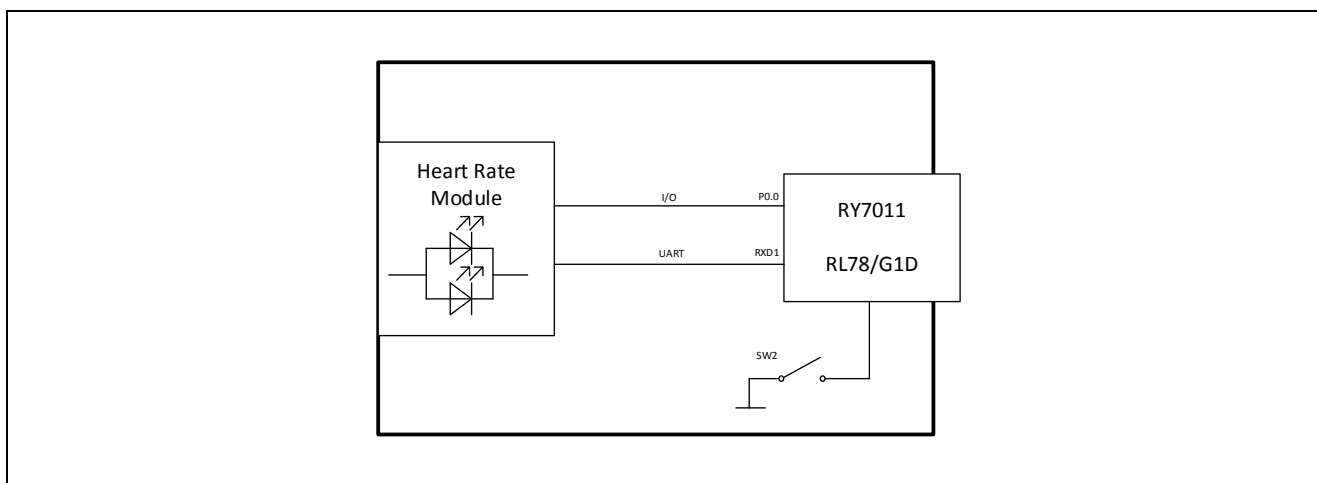 Heart Rate
Module
I/O
P0.0
RY7011
UART
RXD1
RL78/G1D
SW2